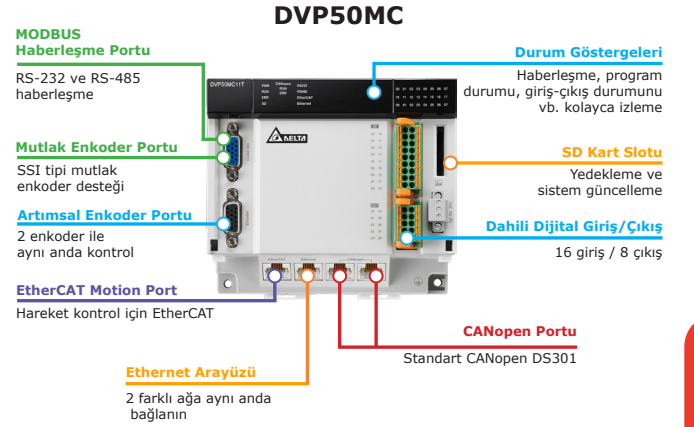 DVP50MC
MODBUS
Haberleşme Portu
RS-232 ve RS-485
haberleşme
Mutlak Enkoder Portu
SSI tipi mutlak
enkoder desteği
Artımsal Enkoder Portu
2 enkoder ile
aynı anda kontrol
EtherCAT Motion Port
Hareket kontrol için EtherCAT
Ethernet Arayüzü
2 farklı ağa aynı anda
bağlanın
Durum Göstergeleri
Haberleşme, program
durumu, giriş-çıkış durumunu
vb. kolayca izleme
SD Kart Slotu
Yedekleme ve
sistem güncelleme
Dahili Dijital Giriş/Çıkış
16 giriş / 8 çıkış
CANopen Portu
Standart CANopen DS301
DVP50MC11T
DELTA
EtherCAT
Ethernet
CANopen